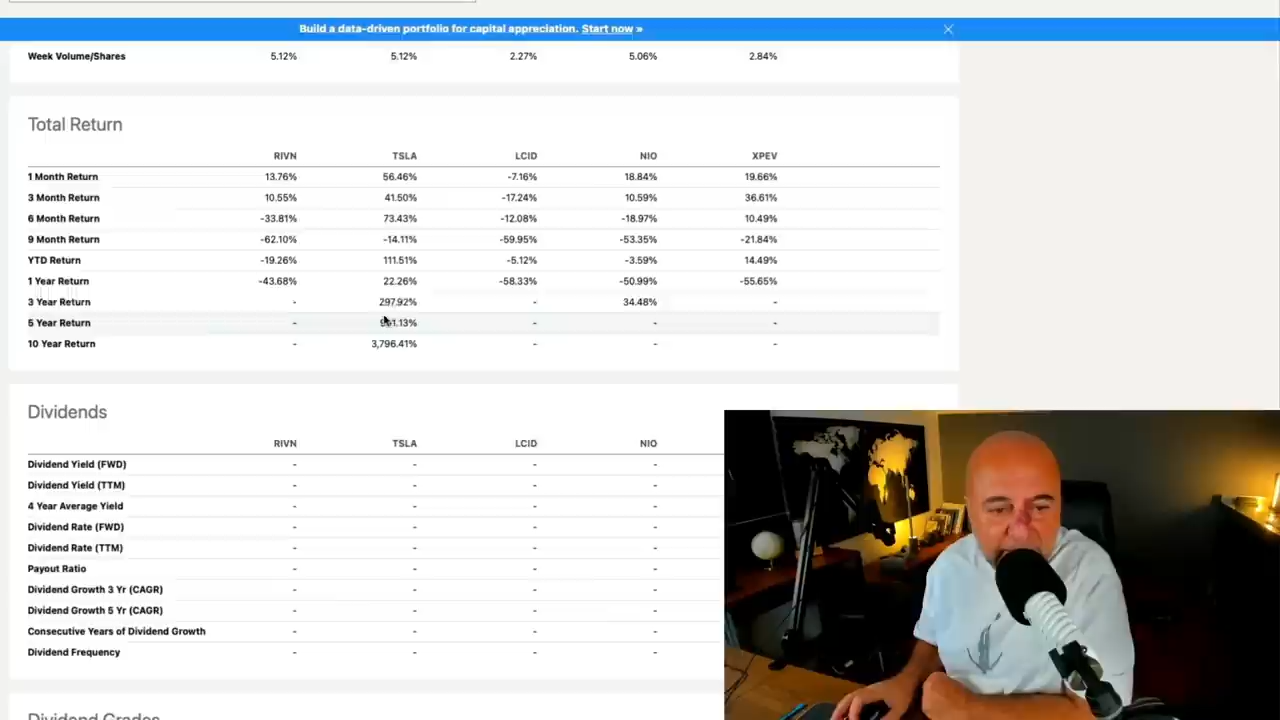 Build a data-driven portfolio for capital appreciation. Start now »
Week Volume/Shares 5.12% 5.12% 2.27% 5.06% 2.84%
Total Return
RIVN TSLA LCID NIO XPEV
1 Month Return 13.76% 56.46% -7.16% 18.84% 19.66%
3 Month Return 10.55% 41.50% -17.24% 10.59% 36.61%
6 Month Return -33.81% 73.43% -12.08% -18.97% 10.49%
9 Month Return -62.10% -14.11% -59.95% -53.35% -21.84%
YTD Return -19.26% 111.51% -5.12% -3.59% 14.49%
1 Year Return -43.68% 22.26% -58.33% -50.99% -55.65%
3 Year Return - 297.92% - 34.48% -
5 Year Return - - - -
10 Year Return - 3,796.41% - - -
Dividends
RIVN TSLA LCID NIO
Dividend Yield (FWD) - - - -
Dividend Yield (TTM) - - - -
4 Year Average Yield - - - -
Dividend Rate (FWD) - - - -
Dividend Rate (TTM) - - - -
Payout Ratio - - - -
Dividend Growth 3 Yr (CAGR) - - - -
Dividend Growth 5 Yr (CAGR) - - - -
Consecutive Years of Dividend Growth - - - -
Dividend Frequency - - - -
Dividend Grades